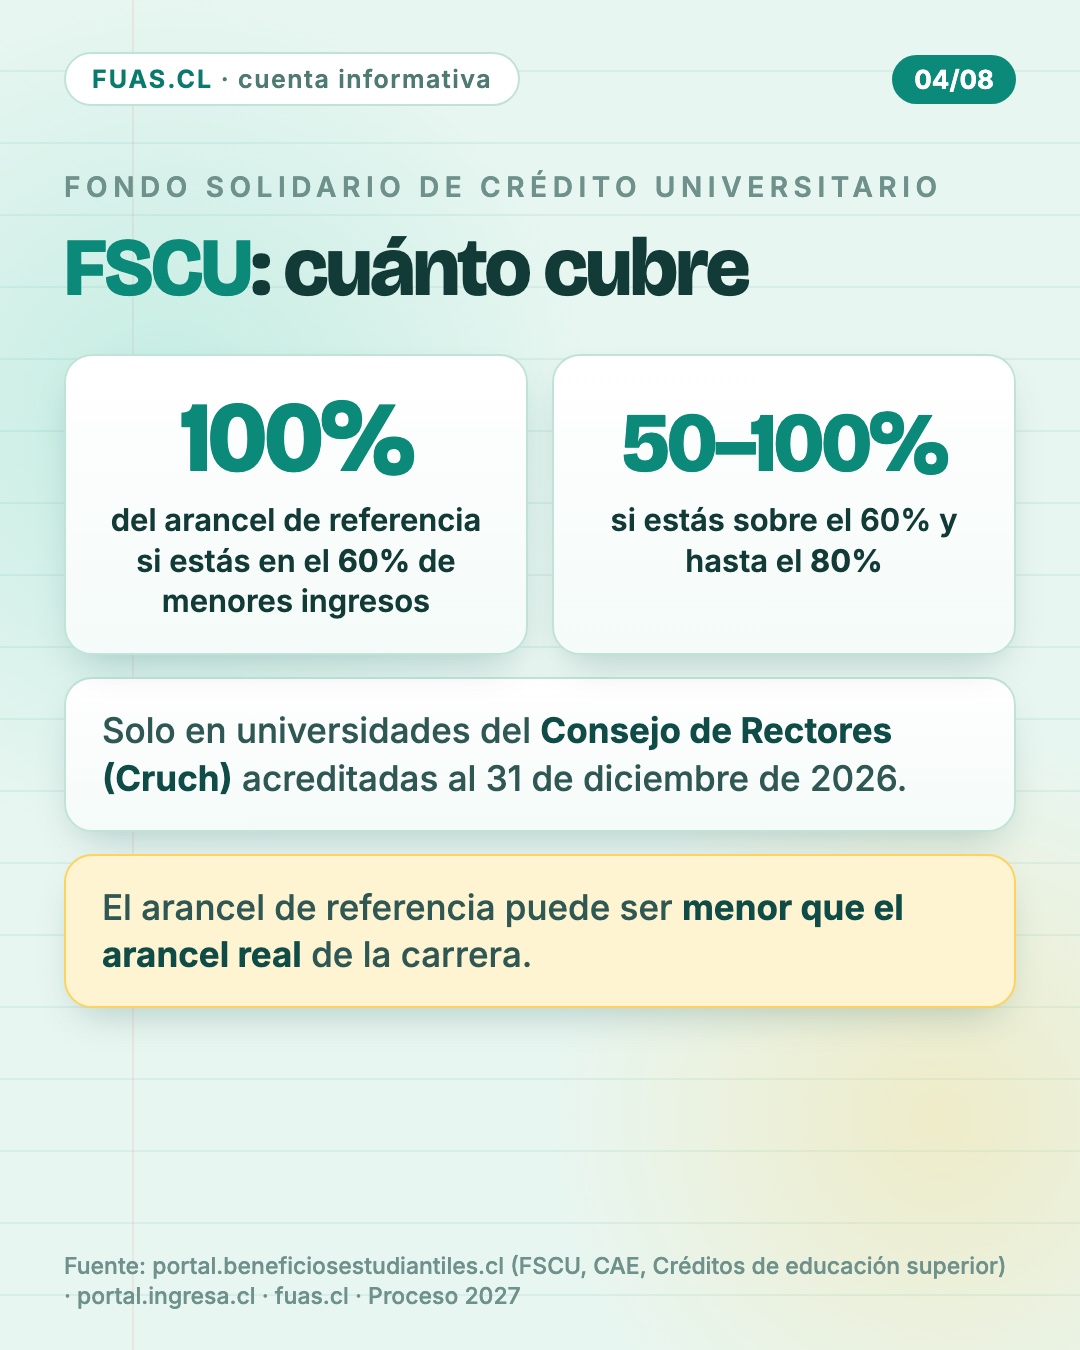 FUAS.CL · cuenta informativa
04/08
FONDO SOLIDARIO DE CRÉDITO UNIVERSITARIO
FSCU: cuánto cubre
100%
del arancel de referencia
si estás en el 60% de
menores ingresos
50–100%
si estás sobre el 60% y
hasta el 80%
Solo en universidades del Consejo de Rectores
(Cruch) acreditadas al 31 de diciembre de 2026.
El arancel de referencia puede ser menor que el
arancel real de la carrera.
Fuente: portal.beneficiosestudiantiles.cl (FSCU, CAE, Créditos de educación superior)
· portal.ingresa.cl · fuas.cl · Proceso 2027